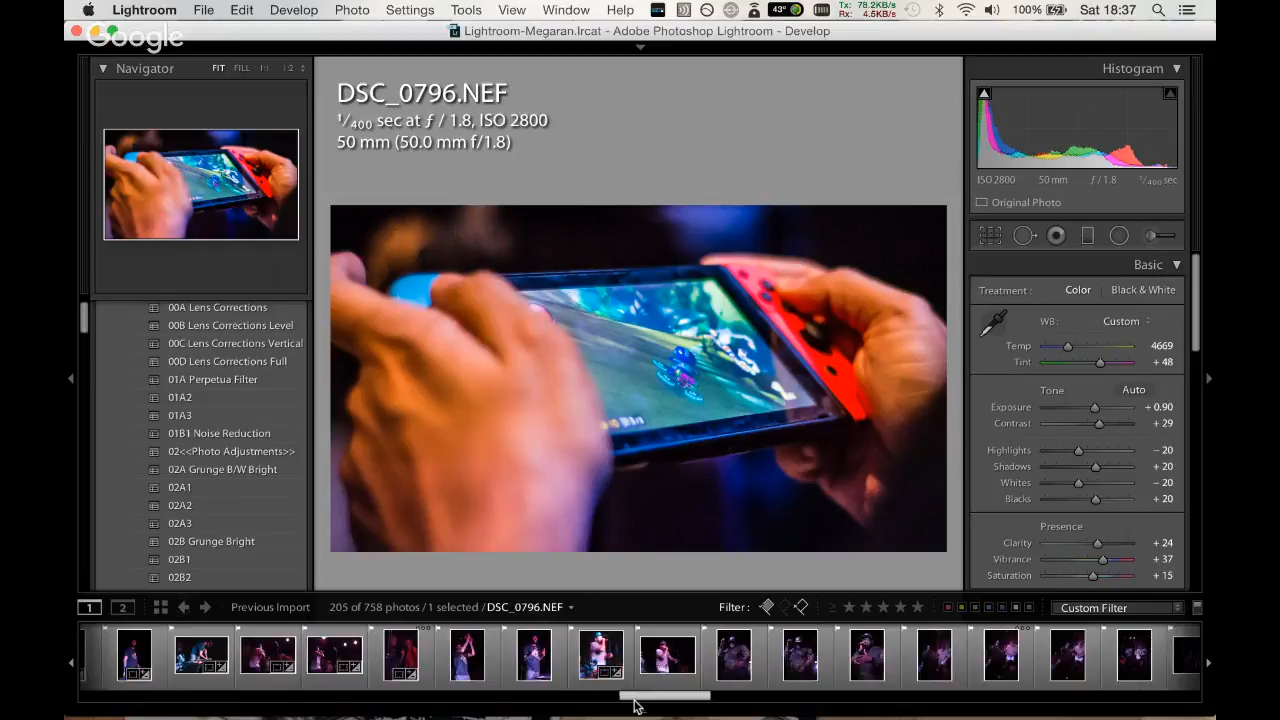 Lightroom File Edit Develop Photo Settings Tools View Window Help 43° Tx: 78.2KB/s Rx: 4.5KB/s 100% Sat 18:37
Google
Lightroom-Megaran.lrcat - Adobe Photoshop Lightroom - Develop
Navigator FIT FILL 1:1 1:2
00A Lens Corrections
00B Lens Corrections Level
00C Lens Corrections Vertical
00D Lens Corrections Full
01A Perpetua Filter
01A2
01A3
01B1 Noise Reduction
02<<Photo Adjustments>>
02A Grunge B/W Bright
02A1
02A2
02A3
02B Grunge Bright
02B1
02B2
DSC_0796.NEF
1/400 sec at ƒ / 1.8, ISO 2800
50 mm (50.0 mm f/1.8)
Histogram
ISO 2800 50 mm ƒ / 1.8 1/400 sec
Original Photo
Basic
Treatment : Color Black & White
WB: Custom
Temp 4669
Tint + 48
Tone Auto
Exposure + 0.90
Contrast + 29
Highlights − 20
Shadows + 20
Whites − 20
Blacks + 20
Presence
Clarity + 24
Vibrance + 37
Saturation + 15
1 2 Previous Import 205 of 758 photos / 1 selected / DSC_0796.NEF Filter: Custom Filter